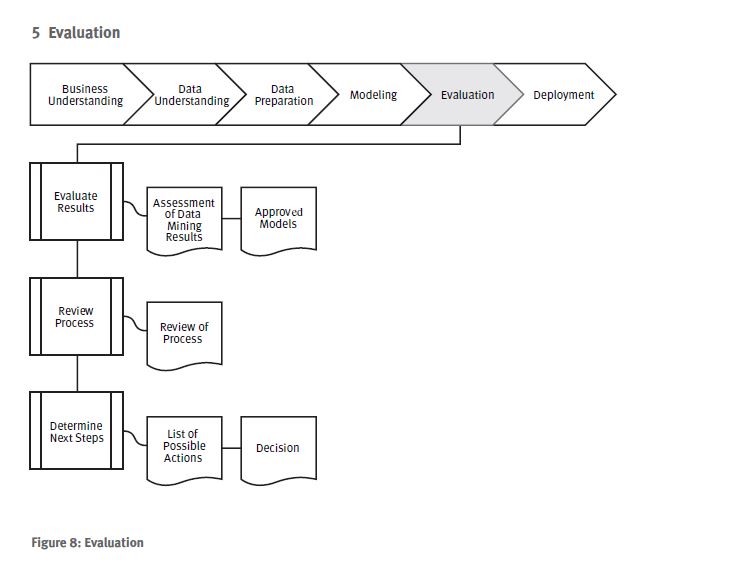 5 Evaluation
Business
Understanding
Data
Understanding
Data
Preparation
Modeling
Evaluation
Deployment
Evaluate
Results
Assessment
of Data
Mining
Results
Approved
Models
Review
Process
Review of
Process
Determine
Next Steps
List of
Possible
Actions
Decision
Figure 8: Evaluation